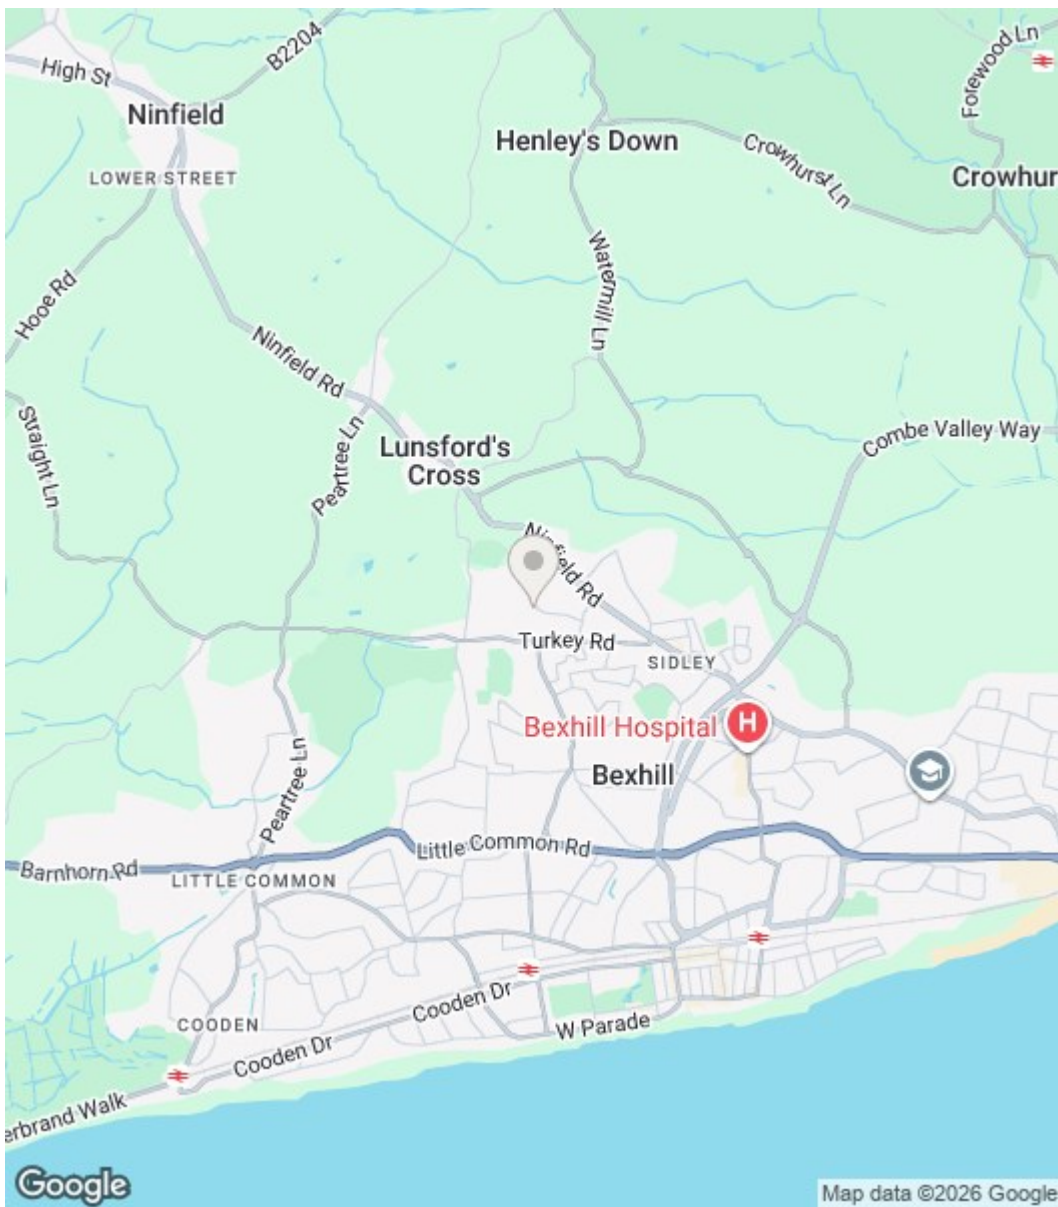 B2204
High St
Forewood Ln
Ninfield
Henley's Down
Crowhurst Ln
LOWER STREET
Crowhur
Hooe Rd
Watermill Ln
Ninfield Rd
Straight Ln
Peartree Ln
Lunsford's
Cross
Combe Valley Way
Ninfield Rd
Turkey Rd
SIDLEY
Bexhill Hospital
H
Bexhill
Peartree Ln
Little Common Rd
Barnhorn Rd
LITTLE COMMON
Cooden Dr
COODEN
W Parade
Cooden Dr
erbrand Walk
Google
Map data ©2026 Google